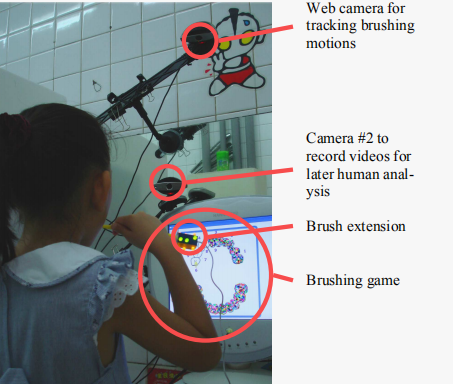 Web camera for
tracking brushing
motions
Camera #2 to
record videos for
later human anal-
ysis
Brush extension
Brushing game